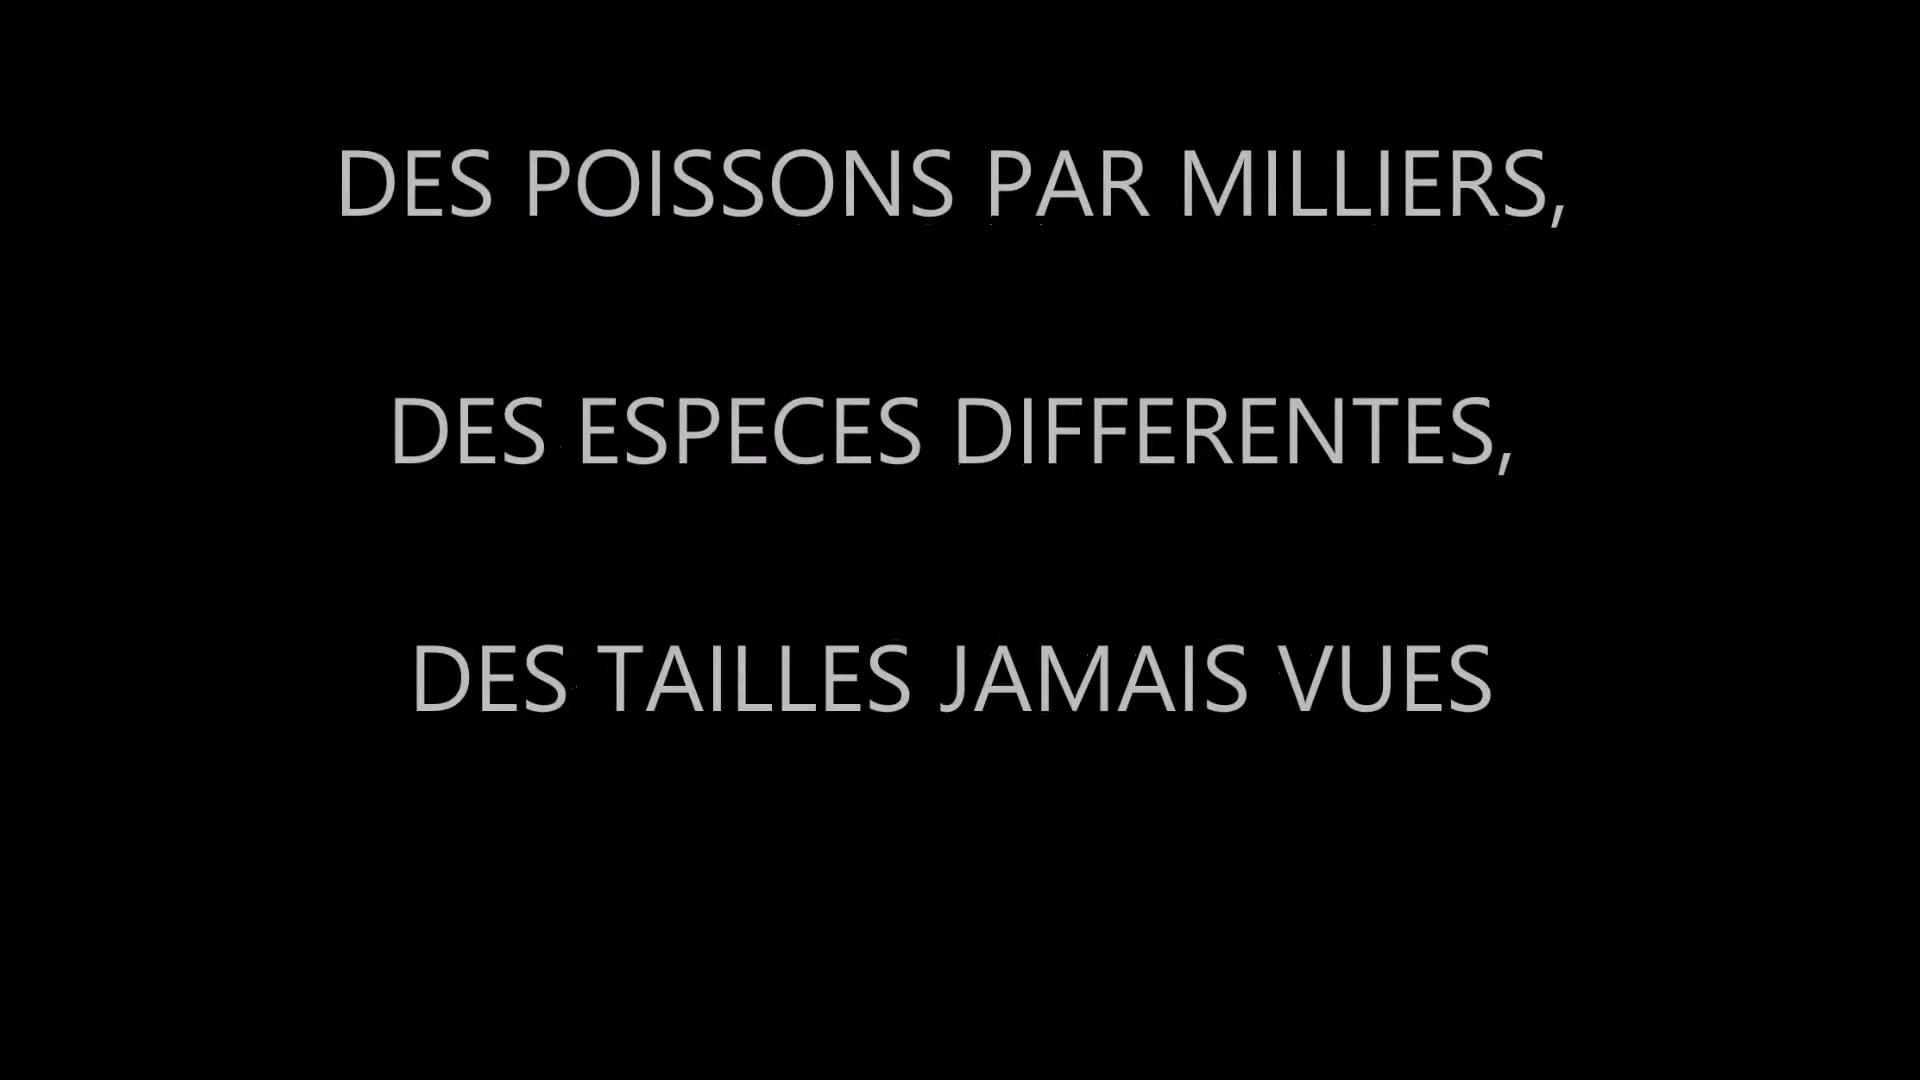 DES POISSONS PAR MILLIERS,
DES ESPECES DIFFERENTES,
DES TAILLES JAMAIS VUES